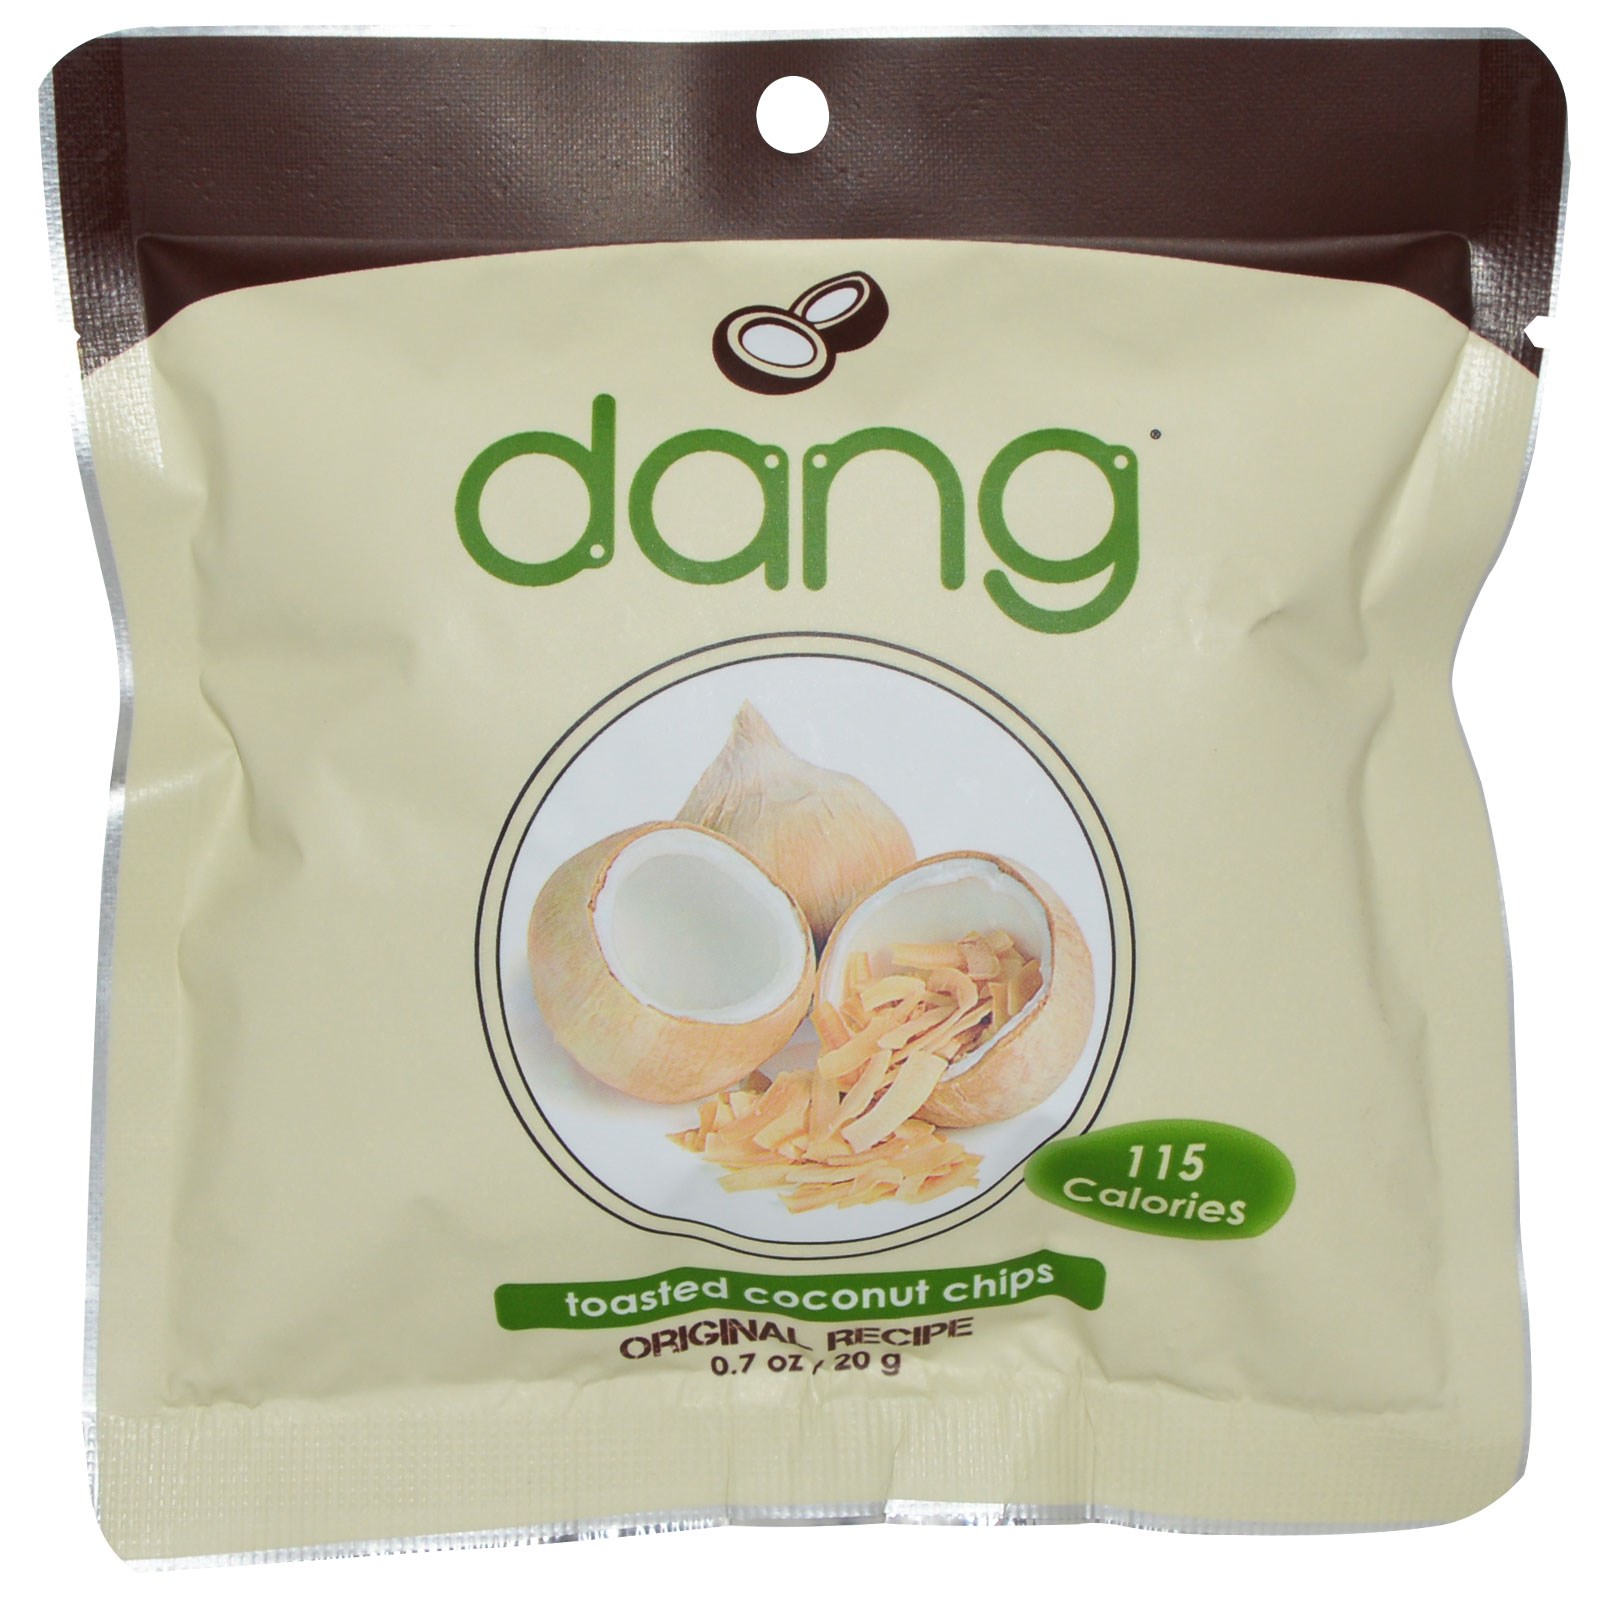 dang®
115
Calories
toasted coconut chips
ORIGINAL RECIPE
0.7 oz / 20 g